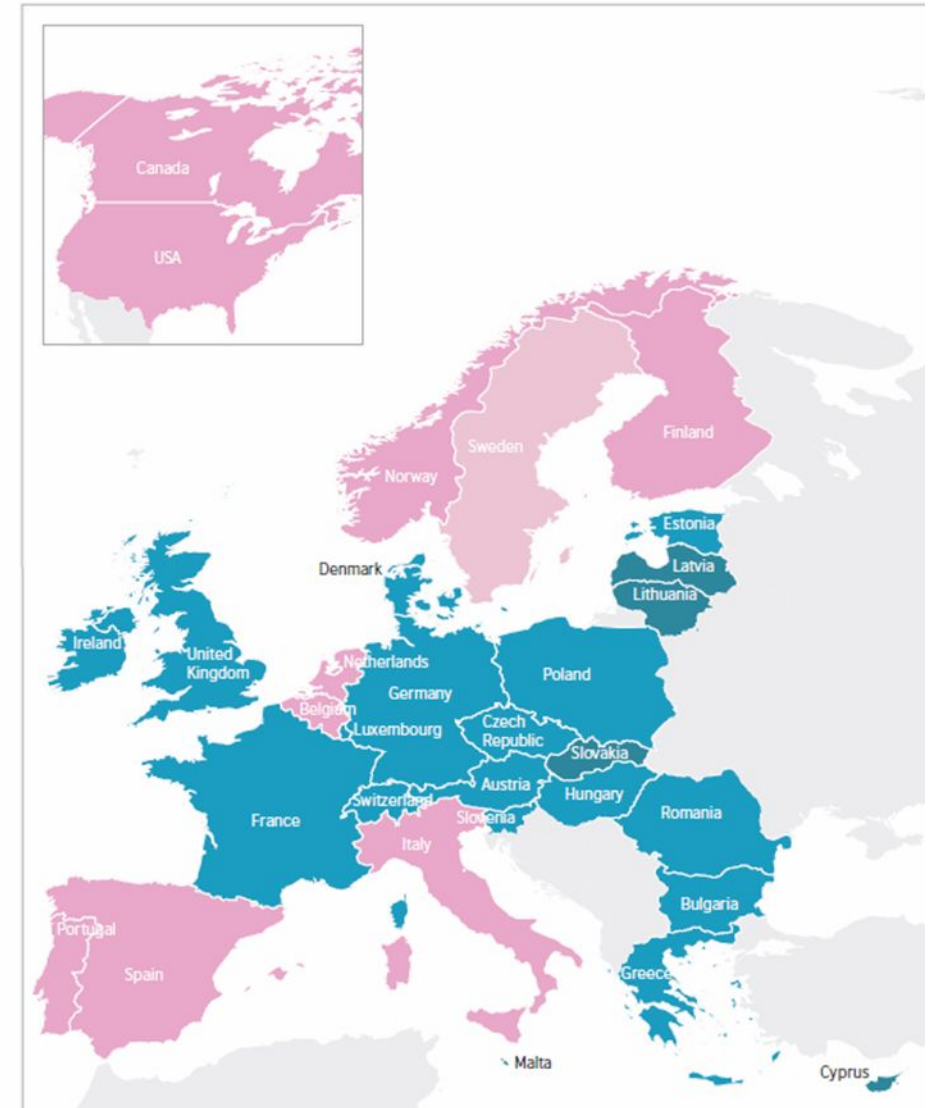 Canada
USA
Finland
Sweden
Norway
Estonia
Denmark
Latvia
Lithuania
Ireland
United
Kingdom
Netherlands
Poland
Germany
Belgium
Luxembourg
Czech
Republic
Slovakia
Austria
Hungary
Switzerland
France
Slovenia
Romania
Italy
Bulgaria
Portugal
Spain
Greece
Malta
Cyprus